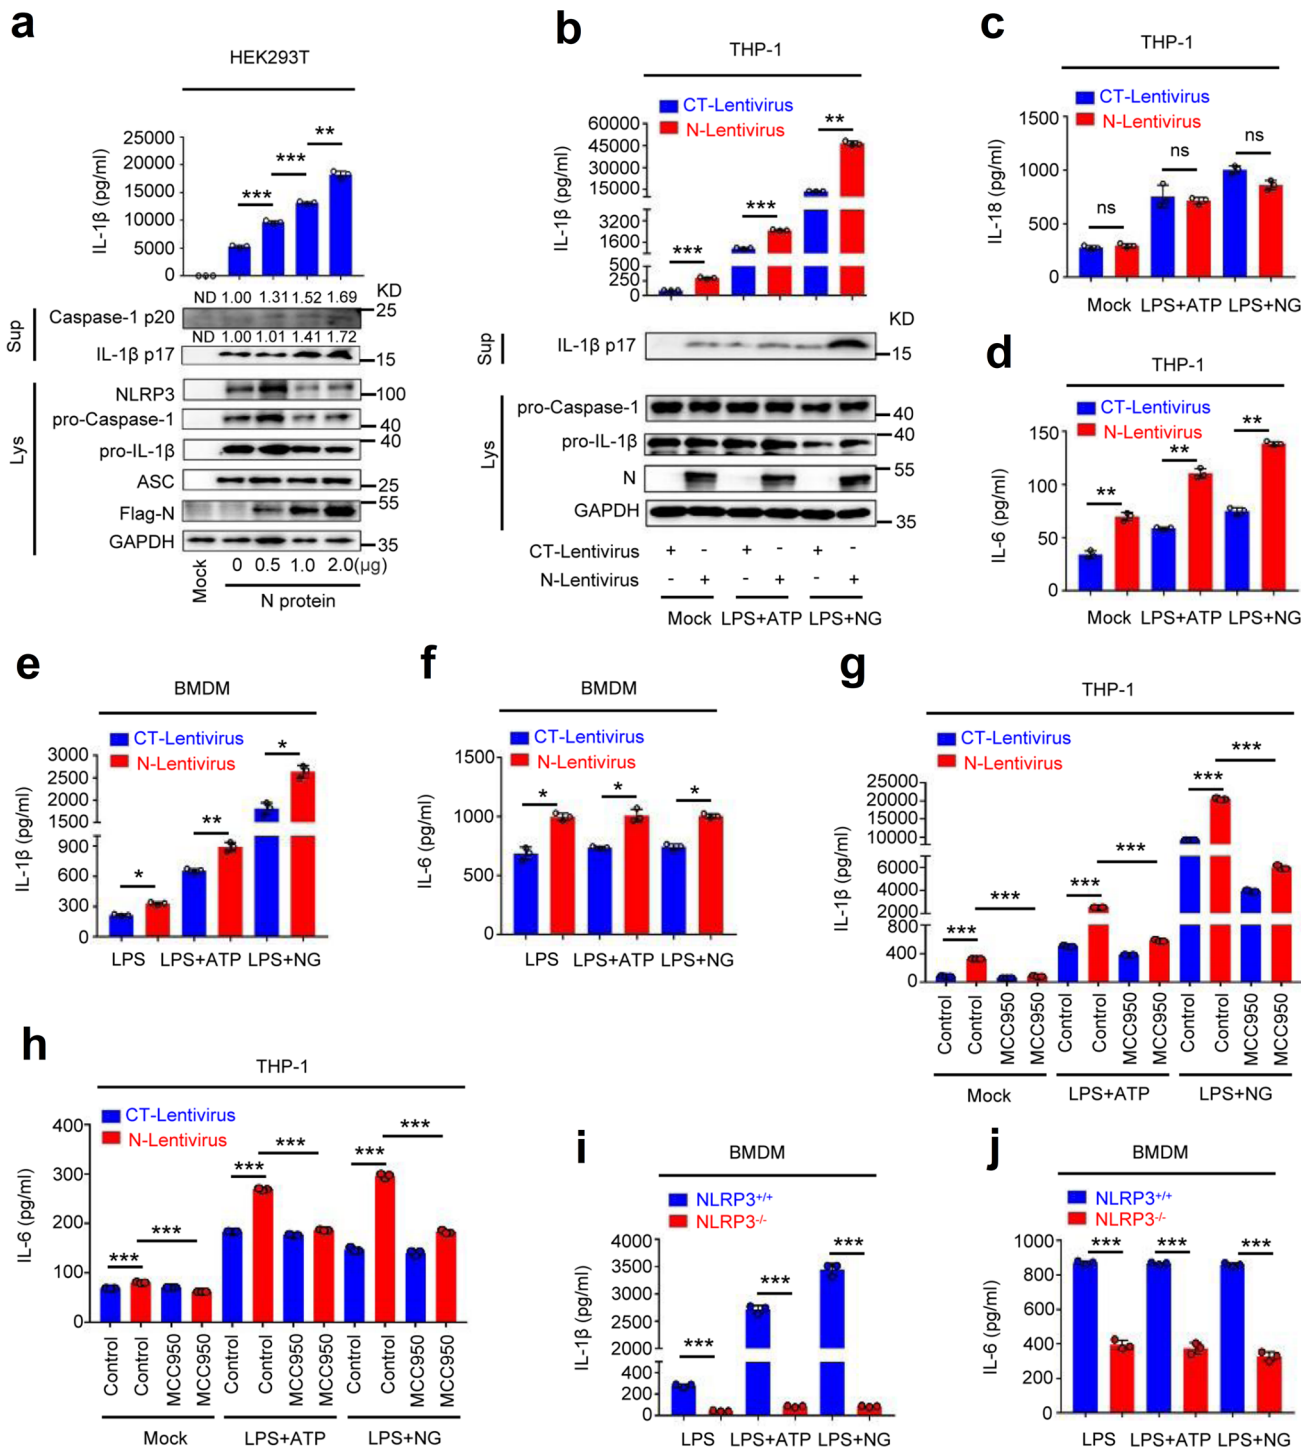 a
HEK293T
IL-1β (pg/ml)
25000
20000
15000
10000
5000
0
***
***
**
ND 1.00 1.31 1.52 1.69
KD
Sup
Caspase-1 p20
25
ND 1.00 1.01 1.41 1.72
IL-1β p17
15
Lys
NLRP3
100
pro-Caspase-1
40
pro-IL-1β
40
ASC
25
Flag-N
55
GAPDH
35
Mock
0 0.5 1.0 2.0(μg)
N protein
b
THP-1
CT-Lentivirus
N-Lentivirus
IL-1β (pg/ml)
60000
45000
30000
15000
3200
1600
500
250
0
***
***
**
KD
Sup
IL-1β p17
15
Lys
pro-Caspase-1
40
pro-IL-1β
40
N
55
GAPDH
35
CT-Lentivirus + - + - + -
N-Lentivirus - + - + - +
Mock LPS+ATP LPS+NG
c
THP-1
CT-Lentivirus
N-Lentivirus
IL-18 (pg/ml)
1500
1000
500
0
ns
ns
ns
Mock LPS+ATP LPS+NG
d
THP-1
CT-Lentivirus
N-Lentivirus
IL-6 (pg/ml)
150
100
50
0
**
**
**
Mock LPS+ATP LPS+NG
e
BMDM
CT-Lentivirus
N-Lentivirus
IL-1β (pg/ml)
3000
2500
2000
1500
900
600
300
0
*
**
*
LPS LPS+ATP LPS+NG
f
BMDM
CT-Lentivirus
N-Lentivirus
IL-6 (pg/ml)
1500
1000
500
0
*
*
*
LPS LPS+ATP LPS+NG
g
THP-1
CT-Lentivirus
N-Lentivirus
IL-1β (pg/ml)
25000
20000
15000
10000
6000
4000
2000
800
400
0
***
***
***
***
***
***
Control Control MCC950 MCC950 Control Control MCC950 MCC950 Control Control MCC950 MCC950
Mock LPS+ATP LPS+NG
h
THP-1
CT-Lentivirus
N-Lentivirus
IL-6 (pg/ml)
400
300
200
100
0
***
***
***
***
***
***
Control Control MCC950 MCC950 Control Control MCC950 MCC950 Control Control MCC950 MCC950
Mock LPS+ATP LPS+NG
i
BMDM
NLRP3+/+
NLRP3-/-
IL-1β (pg/ml)
4000
3500
3000
2500
2000
400
200
0
***
***
***
LPS LPS+ATP LPS+NG
j
BMDM
NLRP3+/+
NLRP3-/-
IL-6 (pg/ml)
1000
800
600
400
200
0
***
***
***
LPS LPS+ATP LPS+NG